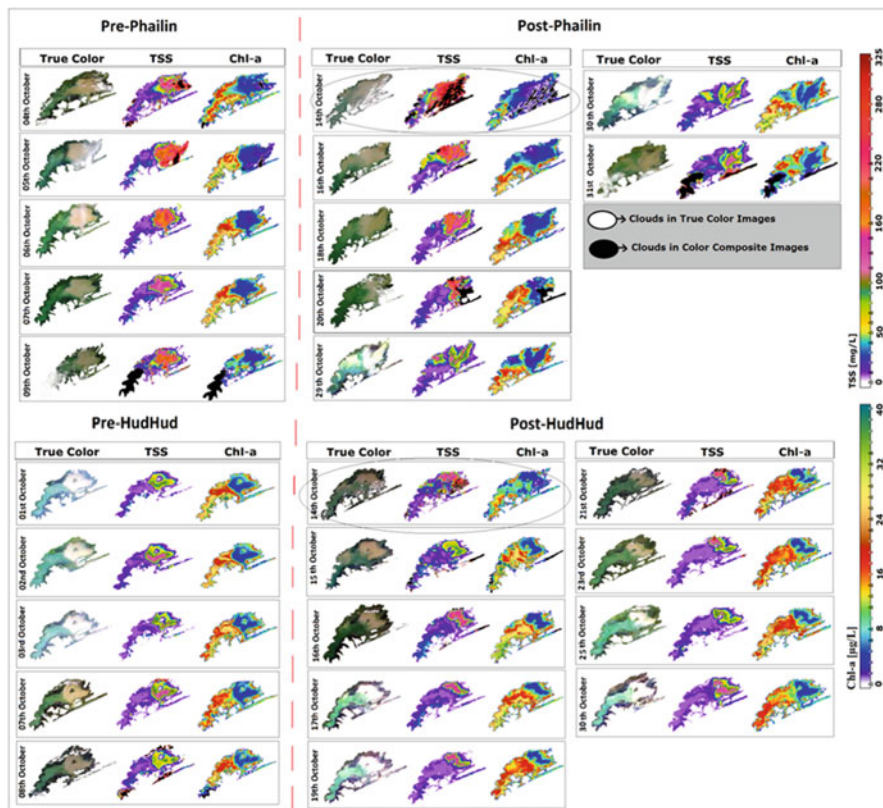 Pre-Phailin
Post-Phailin
True Color TSS Chl-a
True Color TSS Chl-a
True Color TSS Chl-a
04th October
05th October
06th October
07th October
09th October
14th October
16th October
18th October
20th October
29th October
30th October
31st October
Clouds in True Color Images
Clouds in Color Composite Images
TSS [mg/L]
325
280
220
160
100
50
0
Pre-HudHud
Post-HudHud
True Color TSS Chl-a
True Color TSS Chl-a
True Color TSS Chl-a
01st October
02nd October
03rd October
07th October
08th October
14th October
15th October
16th October
17th October
19th October
21st October
23rd October
25th October
30th October
Chl-a [µg/L]
40
32
24
16
8
0